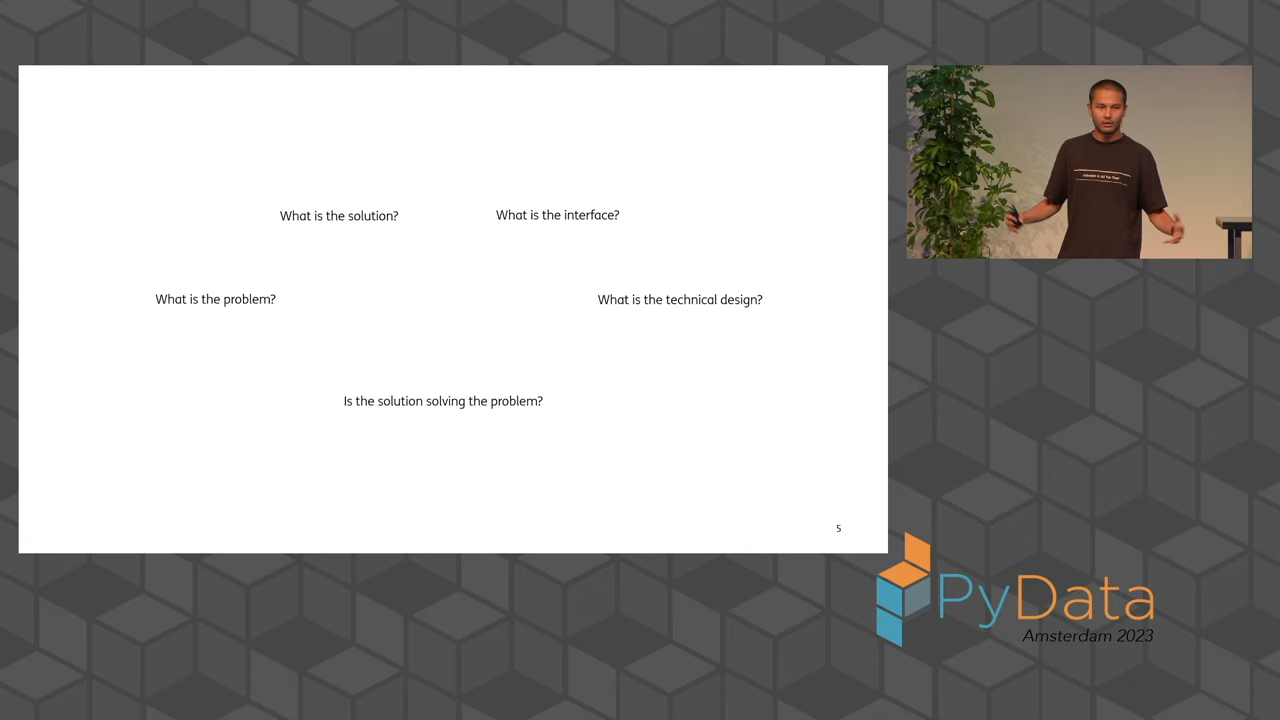 What is the solution?
What is the interface?
What is the problem?
What is the technical design?
Is the solution solving the problem?
5
PyData
Amsterdam 2023